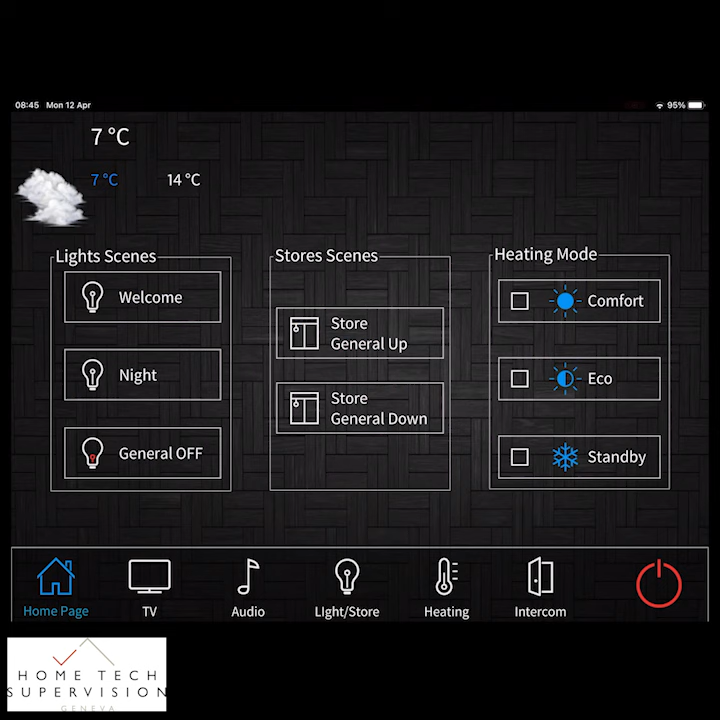 08:45 Mon 12 Apr
95%
7 °C
7 °C 14 °C
Lights Scenes
Welcome
Night
General OFF
Stores Scenes
Store
General Up
Store
General Down
Heating Mode
Comfort
Eco
Standby
Home Page
TV
Audio
LIght/Store
Heating
Intercom
HOME TECH
SUPERVISION
GENEVA